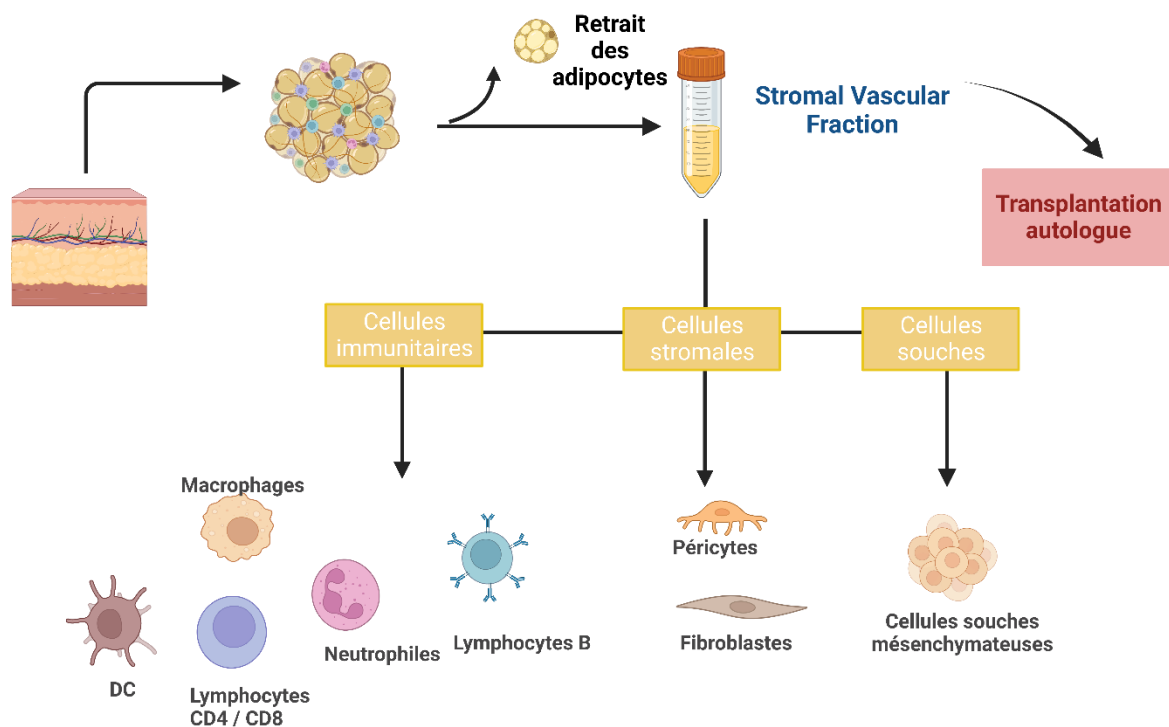 Retrait
des
adipocytes
Stromal Vascular
Fraction
Transplantation
autologue
Cellules
immunitaires
Cellules
stromales
Cellules
souches
Macrophages
DC
Lymphocytes
CD4 / CD8
Neutrophiles
Lymphocytes B
Péricytes
Fibroblastes
Cellules souches
mésenchymateuses